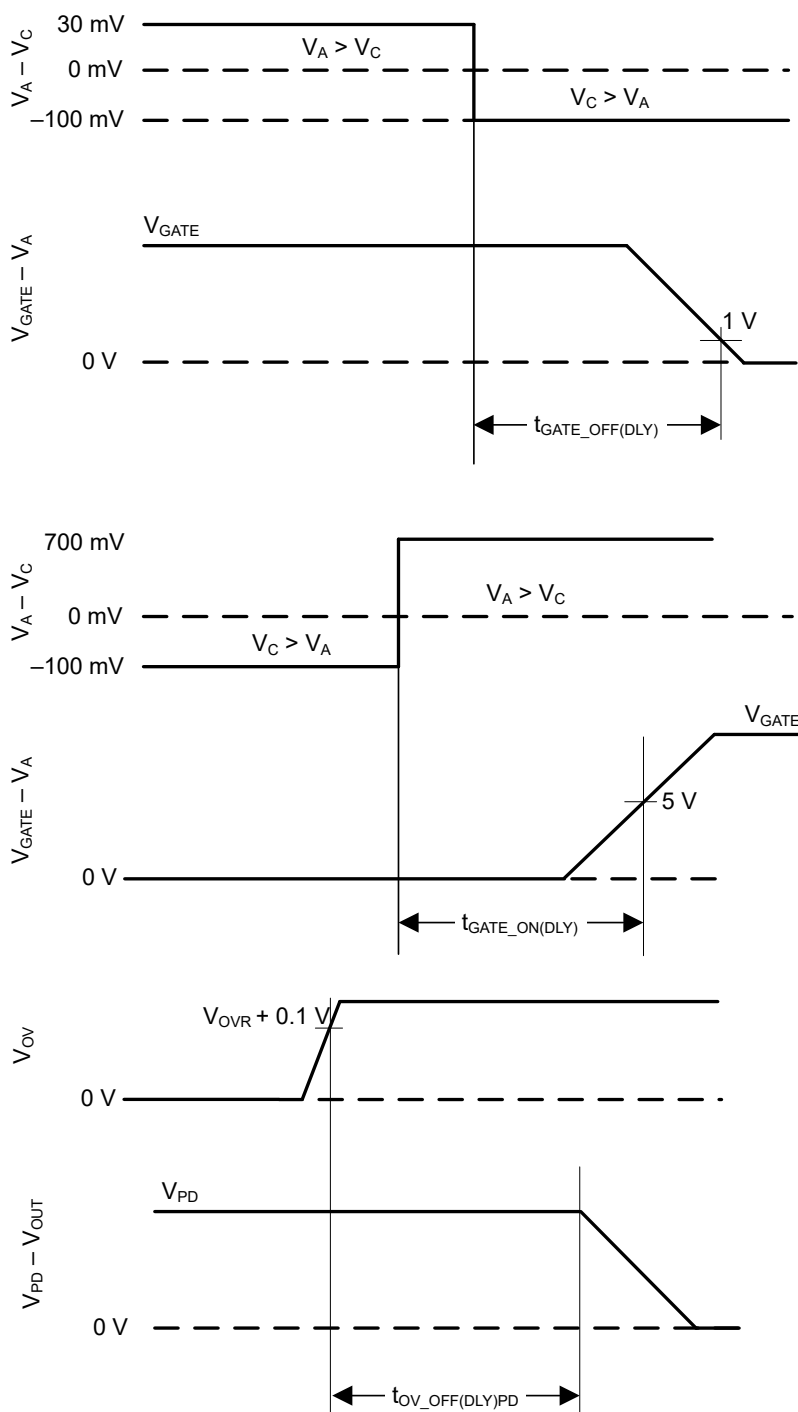 30 mV
V_A > V_C
V_A – V_C
0 mV
V_C > V_A
–100 mV
V_GATE
V_GATE – V_A
1 V
0 V
t_GATE_OFF(DLY)
700 mV
V_A – V_C
V_A > V_C
0 mV
V_C > V_A
–100 mV
V_GATE
V_GATE – V_A
5 V
0 V
t_GATE_ON(DLY)
V_OVR + 0.1 V
V_OV
0 V
V_PD
V_PD – V_OUT
0 V
t_OV_OFF(DLY)PD